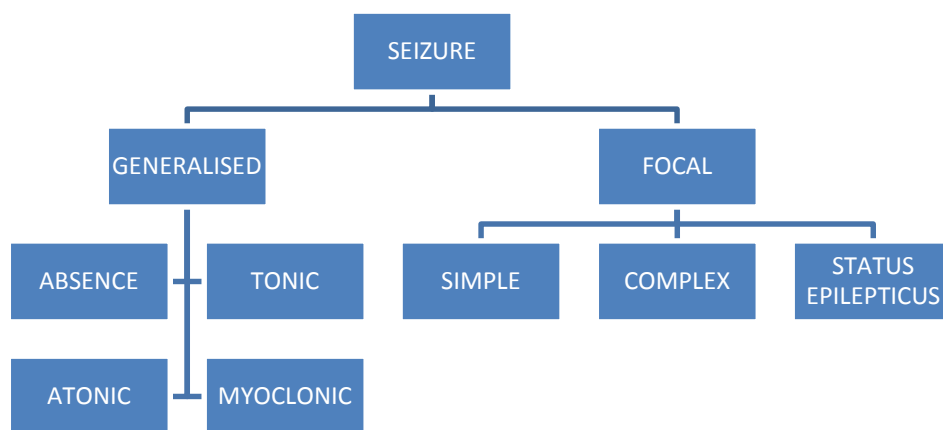 SEIZURE
GENERALISED
FOCAL
ABSENCE
TONIC
SIMPLE
COMPLEX
STATUS
EPILEPTICUS
ATONIC
MYOCLONIC